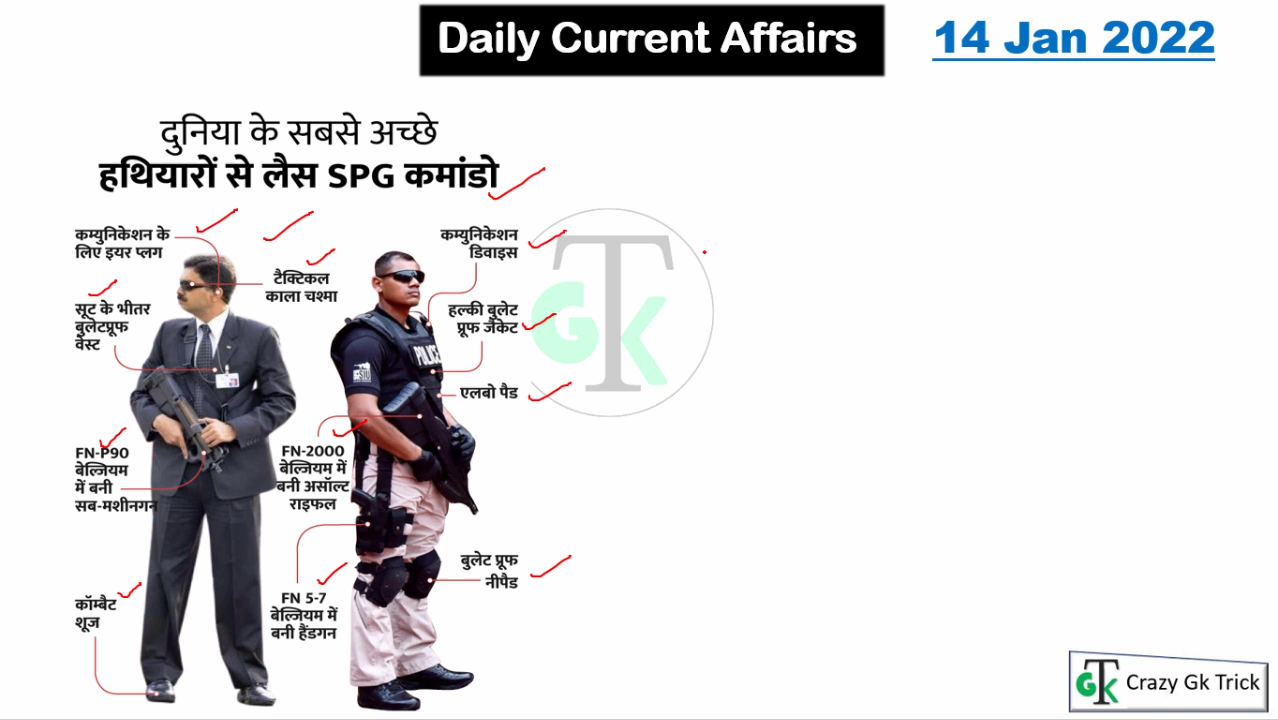 Daily Current Affairs
14 Jan 2022
दुनिया के सबसे अच्छे
हथियारों से लैस SPG कमांडो
कम्युनिकेशन के
लिए इयर प्लग
टैक्टिकल
काला चश्मा
सूट के भीतर
बुलेटप्रूफ
वेस्ट
FN-P90
बेल्जियम
में बनी
सब-मशीनगन
कॉम्बैट
शूज
कम्युनिकेशन
डिवाइस
हल्की बुलेट
प्रूफ जैकेट
POLICE
एलबो पैड
FN-2000
बेल्जियम में
बनी असॉल्ट
राइफल
FN 5-7
बेल्जियम में
बनी हैंडगन
बुलेट प्रूफ
नीपैड
GTK
GTK Crazy Gk Trick